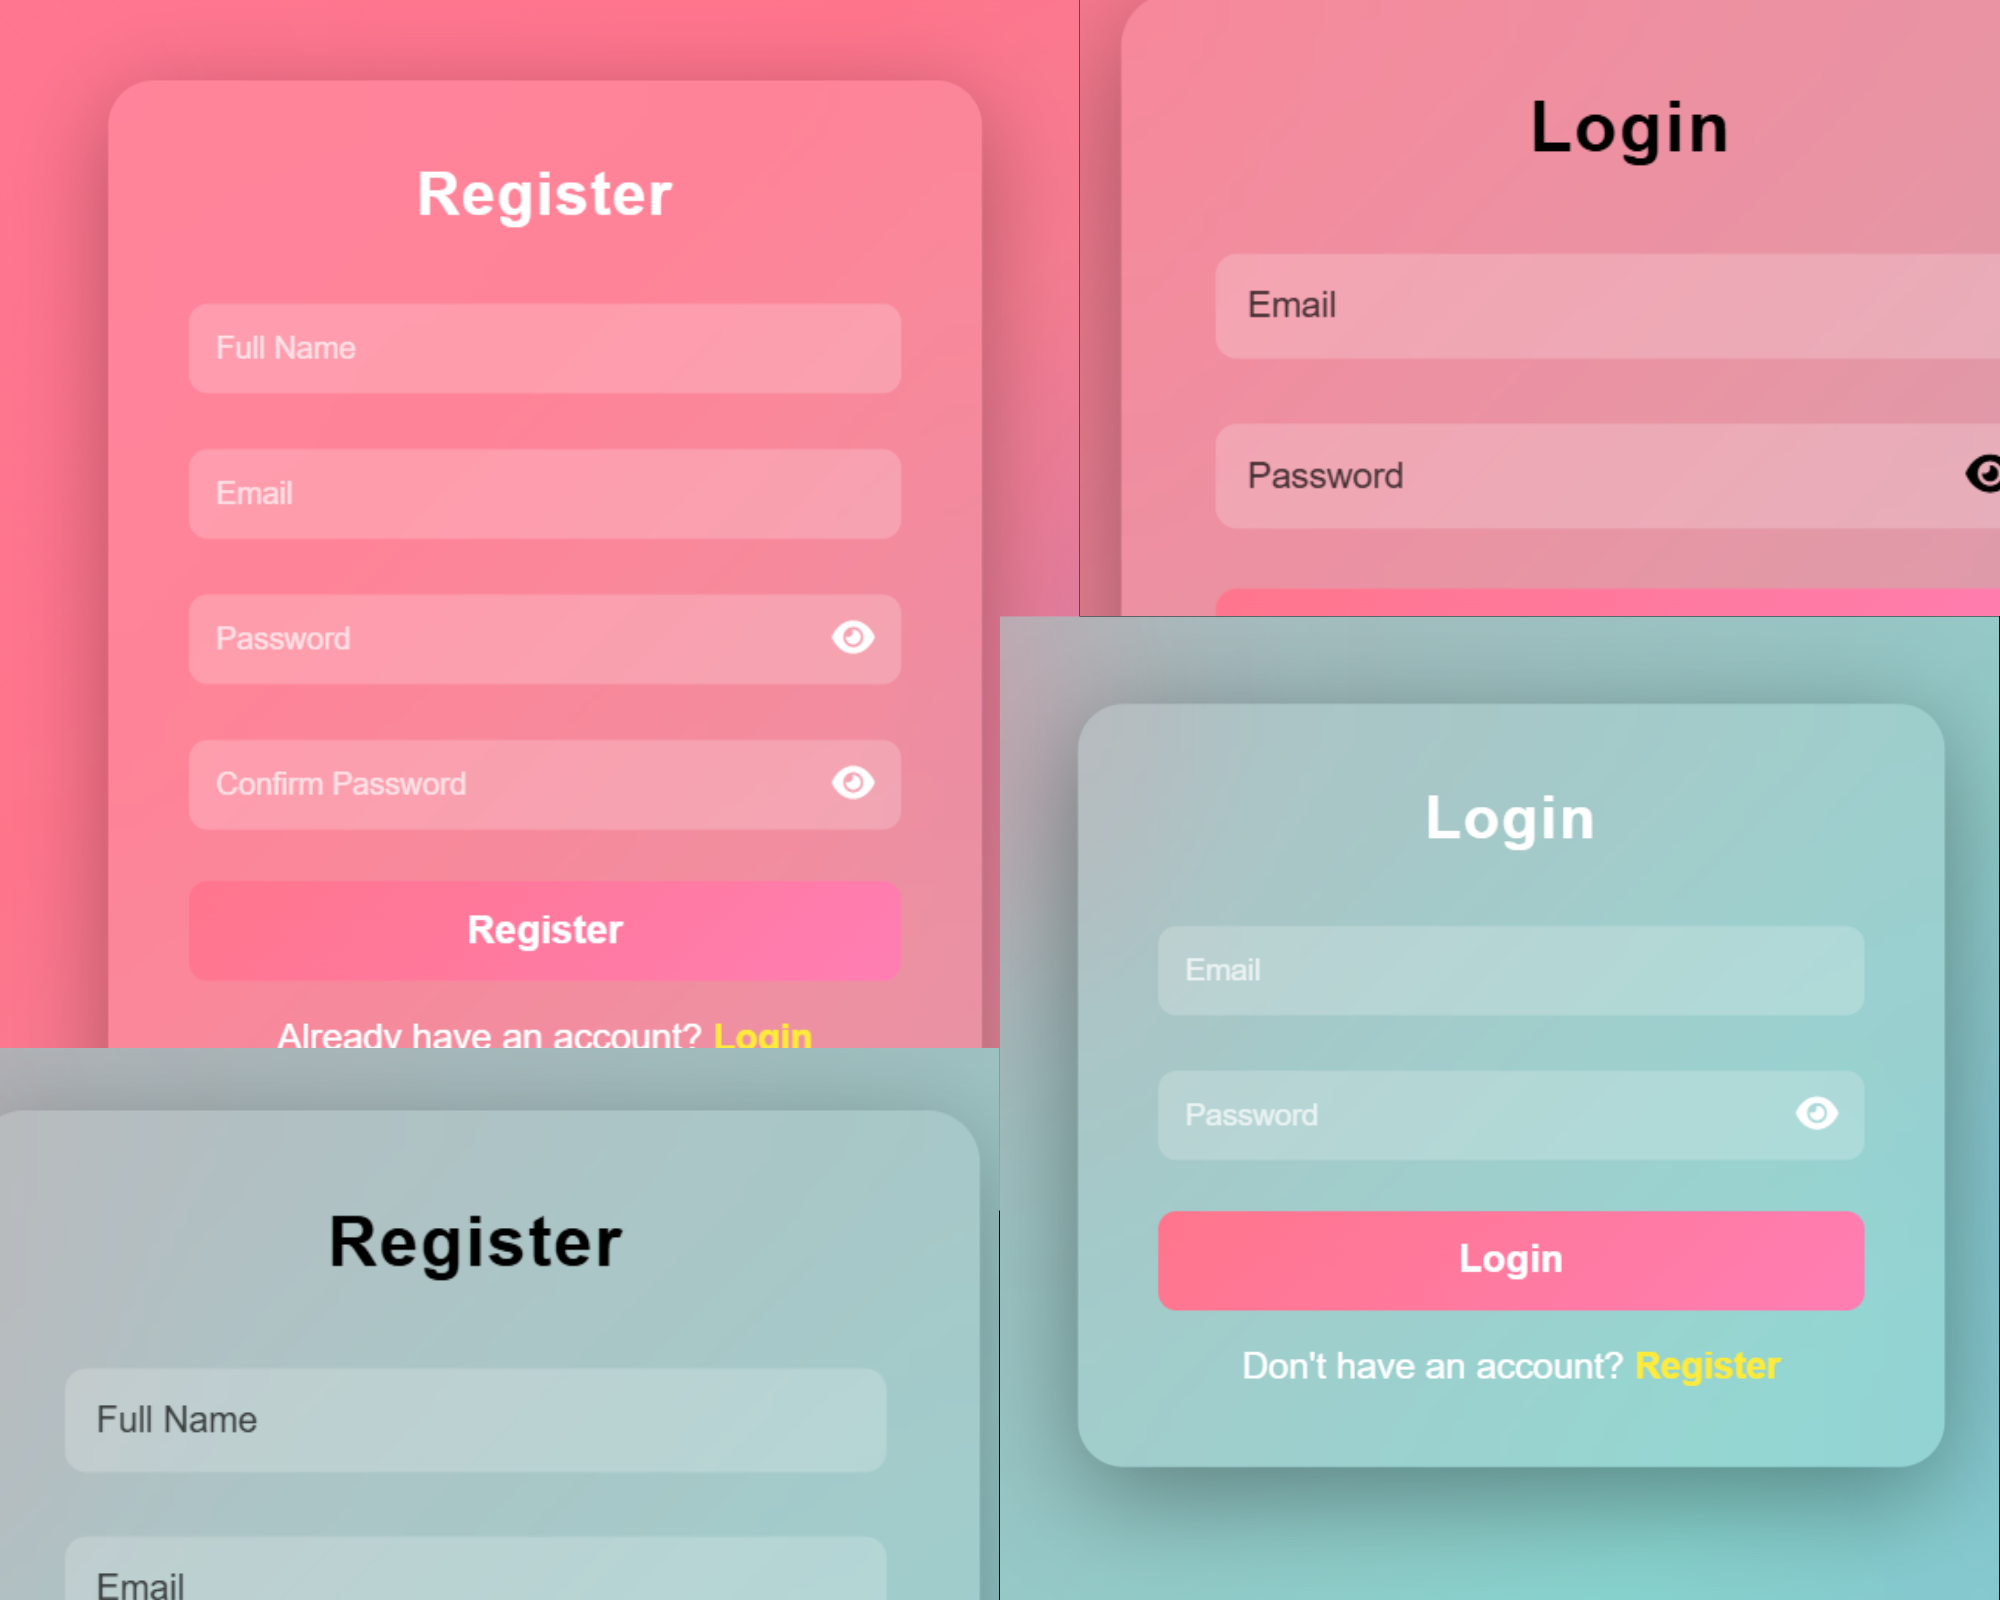 Register
Full Name
Email
Password
Confirm Password
Register
Already have an account? Login
Login
Email
Password
Register
Full Name
Email
Login
Email
Password
Login
Don't have an account? Register